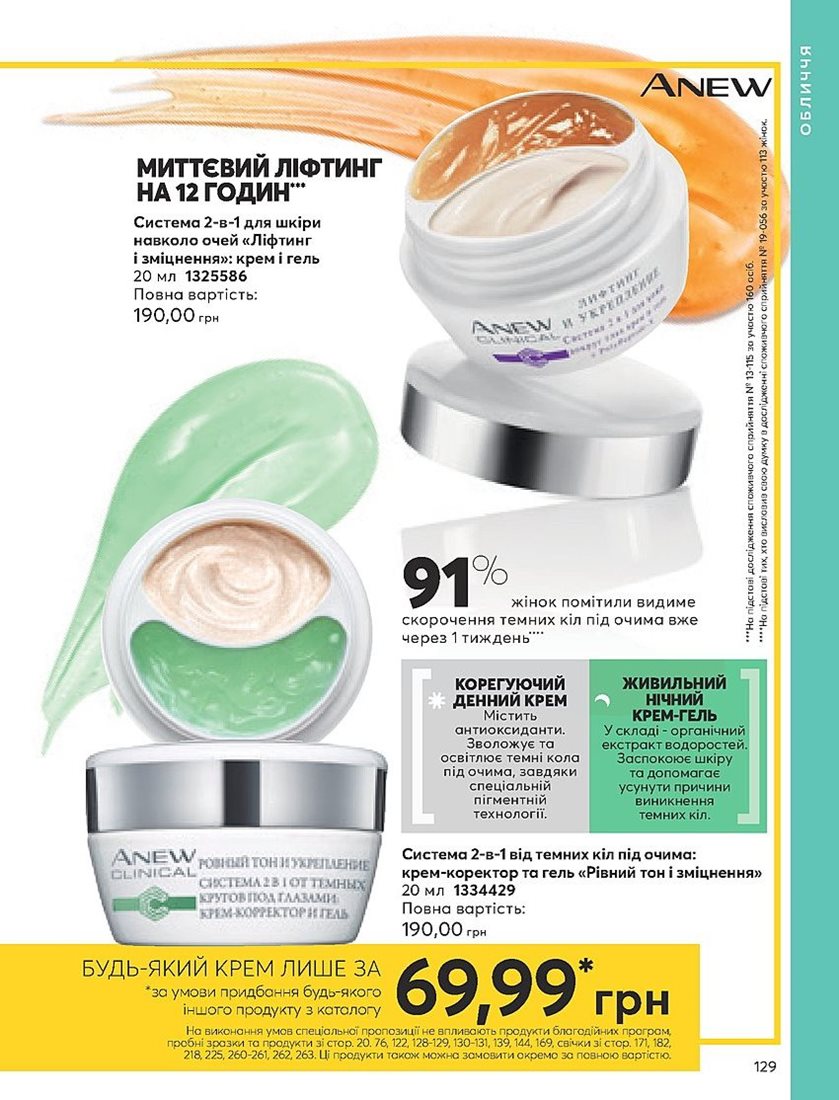 ОБЛИЧЧЯ
ANEW
МИТТЄВИЙ ЛІФТИНГ
НА 12 ГОДИН***
Система 2-в-1 для шкіри
навколо очей «Ліфтинг
і зміцнення»: крем і гель
20 мл 1325586
Повна вартість:
190,00 грн
ЛИФТИНГ
И УКРЕПЛЕНИЕ
ANEW
CLINICAL
Система 2 в 1 для кожи
вокруг глаз крем и гель
***На підставі дослідження споживчого сприйняття № 13-115 за участю 160 осіб.
****На підставі тих, хто висловив свою думку в дослідженні споживчого сприйняття № 19-056 за участю 113 жінок.
91%
жінок помітили видиме
скорочення темних кіл під очима вже
через 1 тиждень****
КОРЕГУЮЧИЙ
ДЕННИЙ КРЕМ
Містить
антиоксиданти.
Зволожує та
освітлює темні кола
під очима, завдяки
спеціальній
пігментній
технології.
ЖИВИЛЬНИЙ
НІЧНИЙ
КРЕМ-ГЕЛЬ
У складі - органічний
екстракт водоростей.
Заспокоює шкіру
та допомагає
усунути причини
виникнення
темних кіл.
ANEW
CLINICAL
РОВНЫЙ ТОН И УКРЕПЛЕНИЕ
СИСТЕМА 2 В 1 ОТ ТЕМНЫХ
КРУГОВ ПОД ГЛАЗАМИ:
КРЕМ-КОРРЕКТОР И ГЕЛЬ
Система 2-в-1 від темних кіл під очима:
крем-коректор та гель «Рівний тон і зміцнення»
20 мл 1334429
Повна вартість:
190,00 грн
БУДЬ-ЯКИЙ КРЕМ ЛИШЕ ЗА
*за умови придбання будь-якого
іншого продукту з каталогу
69,99* грн
На виконання умов спеціальної пропозиції не впливають продукти благодійних програм,
пробні зразки та продукти зі стор. 20. 76, 122, 128-129, 130-131, 139, 144, 169, свічки зі стор. 171, 182,
218, 225, 260-261, 262, 263. Ці продукти також можна замовити окремо за повною вартістю.
129